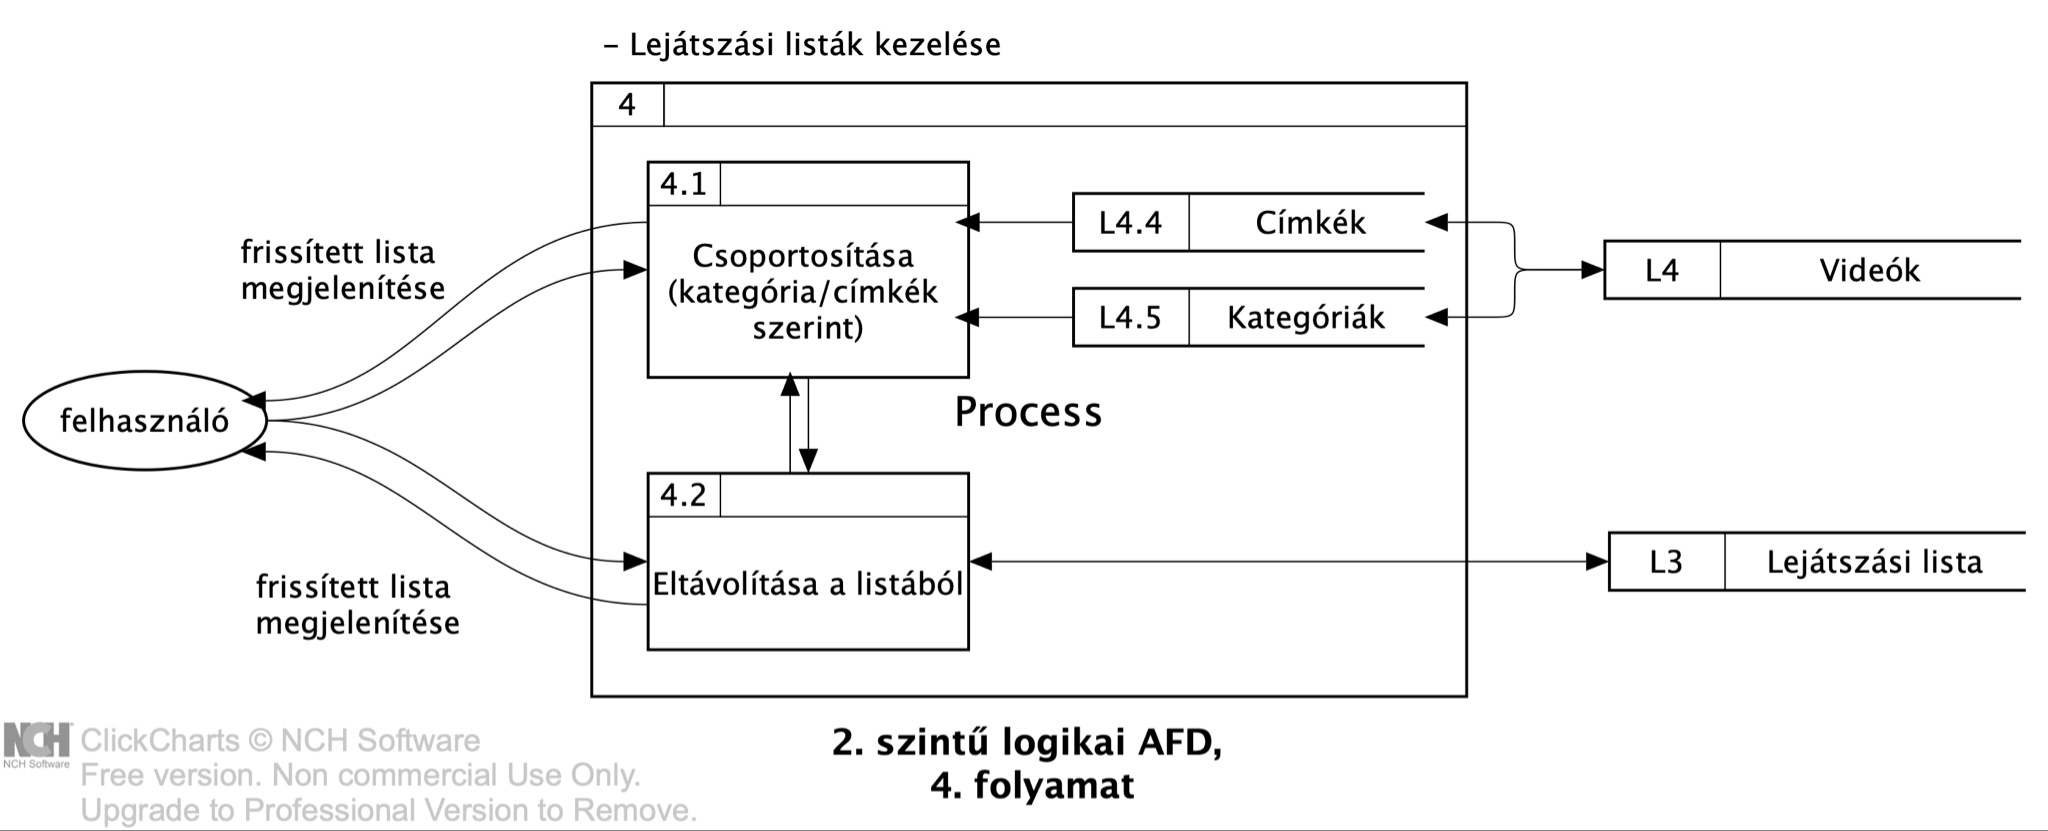 – Lejátszási listák kezelése
4
4.1
Csoportosítása
(kategória/címkék
szerint)
L4.4
Címkék
L4.5
Kategóriák
L4
Videók
frissített lista
megjelenítése
felhasználó
Process
4.2
Eltávolítása a listából
L3
Lejátszási lista
frissített lista
megjelenítése
2. szintű logikai AFD,
4. folyamat
NCH
NCH Software
ClickCharts © NCH Software
Free version. Non commercial Use Only.
Upgrade to Professional Version to Remove.